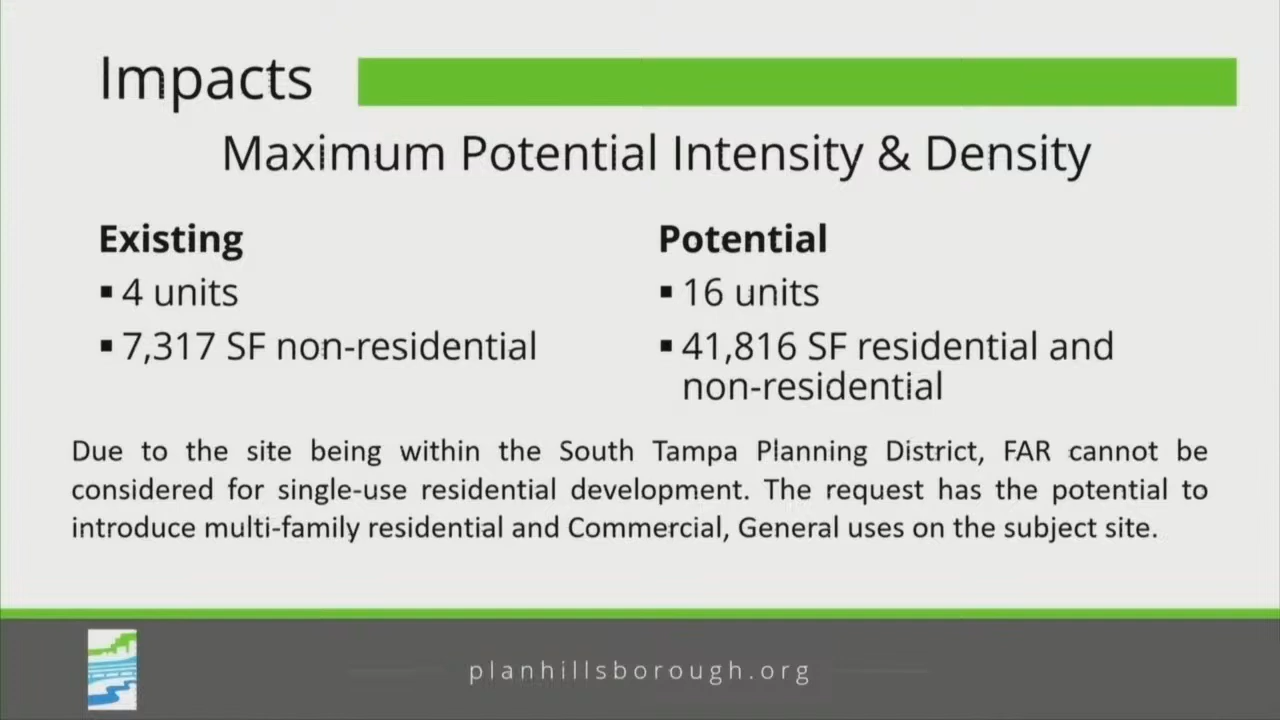 Impacts
Maximum Potential Intensity & Density
Existing
▪ 4 units
▪ 7,317 SF non-residential
Potential
▪ 16 units
▪ 41,816 SF residential and
non-residential
Due to the site being within the South Tampa Planning District, FAR cannot be
considered for single-use residential development. The request has the potential to
introduce multi-family residential and Commercial, General uses on the subject site.
planhillsborough.org